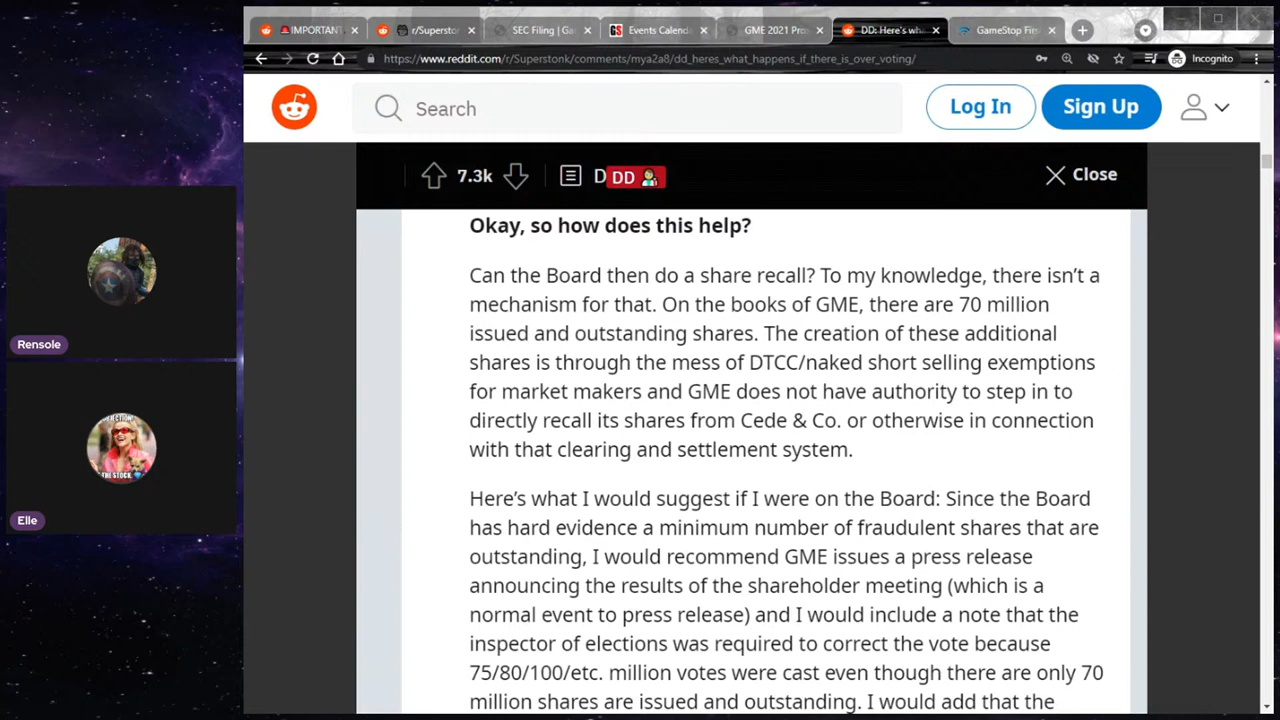 IMPORTAN
r/Supersto
SEC Filing | Ga
Events Calenda
GME 2021 Pro
DD: Here's wha
GameStop Fire
https://www.reddit.com/r/Superstonk/comments/mya2a8/dd_heres_what_happens_if_there_is_over_voting/
Incognito
Search
Log In
Sign Up
7.3k
D
DD
Close
Okay, so how does this help?
Can the Board then do a share recall? To my knowledge, there isn't a
mechanism for that. On the books of GME, there are 70 million
issued and outstanding shares. The creation of these additional
shares is through the mess of DTCC/naked short selling exemptions
for market makers and GME does not have authority to step in to
directly recall its shares from Cede & Co. or otherwise in connection
with that clearing and settlement system.
Here's what I would suggest if I were on the Board: Since the Board
has hard evidence a minimum number of fraudulent shares that are
outstanding, I would recommend GME issues a press release
announcing the results of the shareholder meeting (which is a
normal event to press release) and I would include a note that the
inspector of elections was required to correct the vote because
75/80/100/etc. million votes were cast even though there are only 70
million shares are issued and outstanding. I would add that the
Rensole
THE STOCK.
Elle